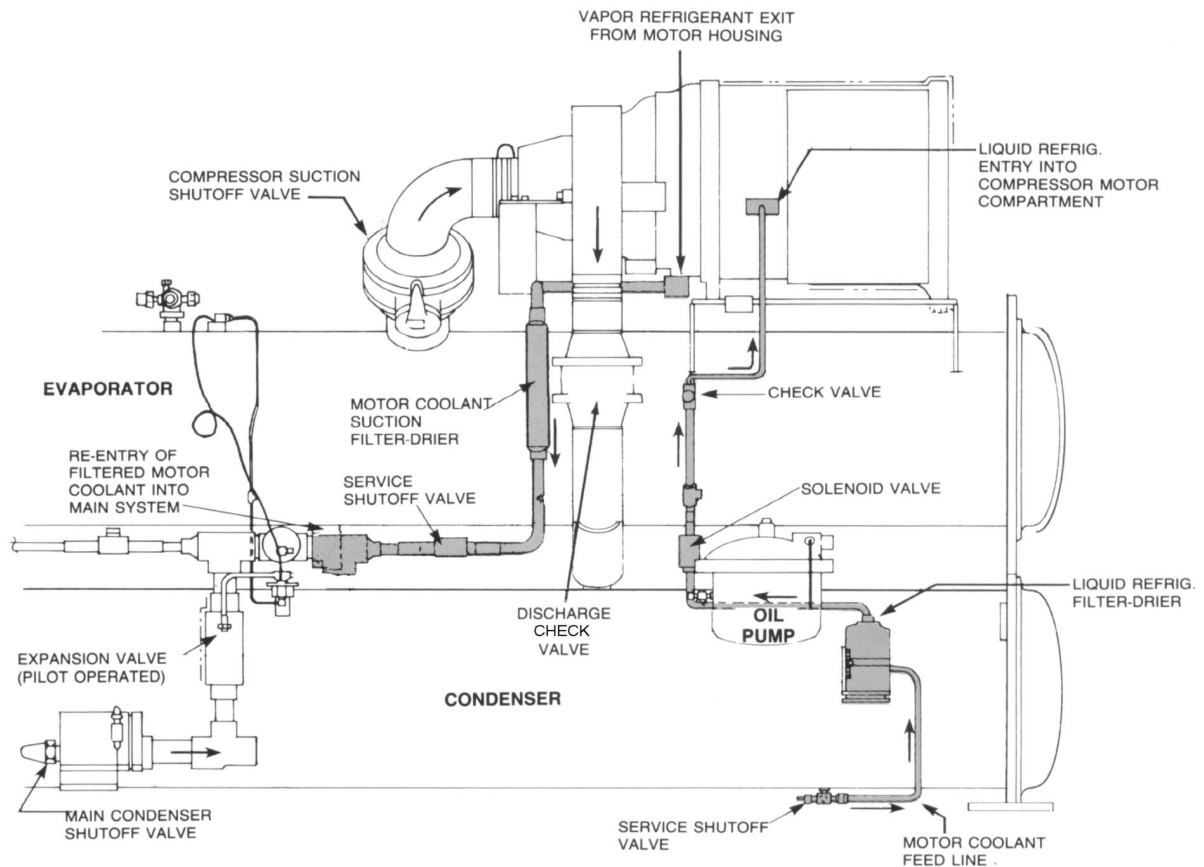 VAPOR REFRIGERANT EXIT
FROM MOTOR HOUSING
LIQUID REFRIG.
ENTRY INTO
COMPRESSOR MOTOR
COMPARTMENT
COMPRESSOR SUCTION
SHUTOFF VALVE
EVAPORATOR
MOTOR COOLANT
SUCTION
FILTER-DRIER
CHECK VALVE
RE-ENTRY OF
FILTERED MOTOR
COOLANT INTO
MAIN SYSTEM
SERVICE
SHUTOFF VALVE
SOLENOID VALVE
LIQUID REFRIG.
FILTER-DRIER
DISCHARGE
CHECK
VALVE
OIL
PUMP
EXPANSION VALVE
(PILOT OPERATED)
CONDENSER
MAIN CONDENSER
SHUTOFF VALVE
SERVICE SHUTOFF
VALVE
MOTOR COOLANT
FEED LINE .